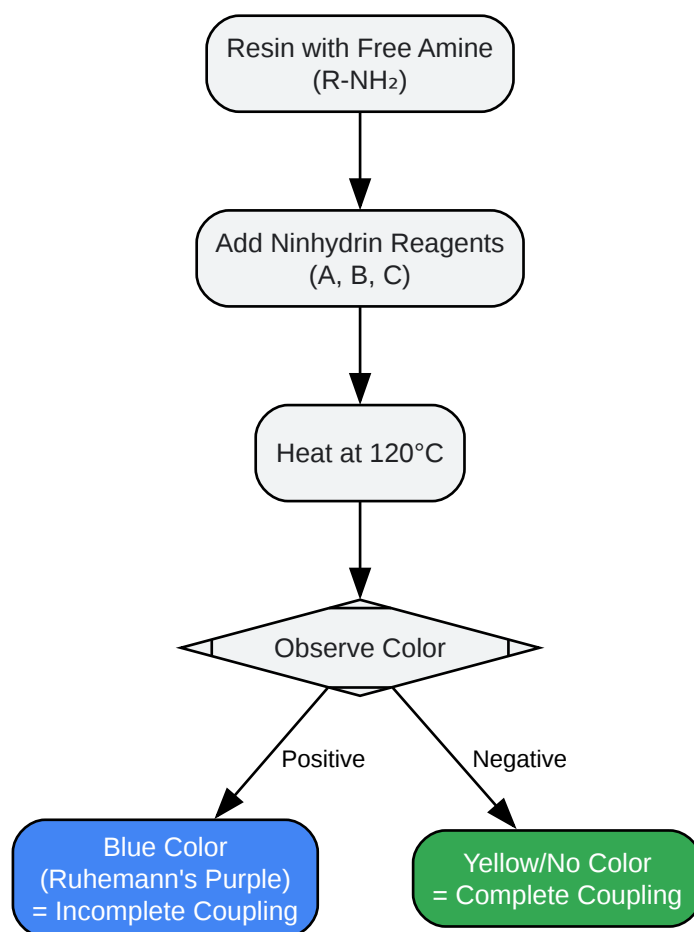 Resin with Free Amine
(R-NH₂)
Add Ninhydrin Reagents
(A, B, C)
Heat at 120°C
Observe Color
Positive
Negative
Blue Color
(Ruhemann's Purple)
= Incomplete Coupling
Yellow/No Color
= Complete Coupling